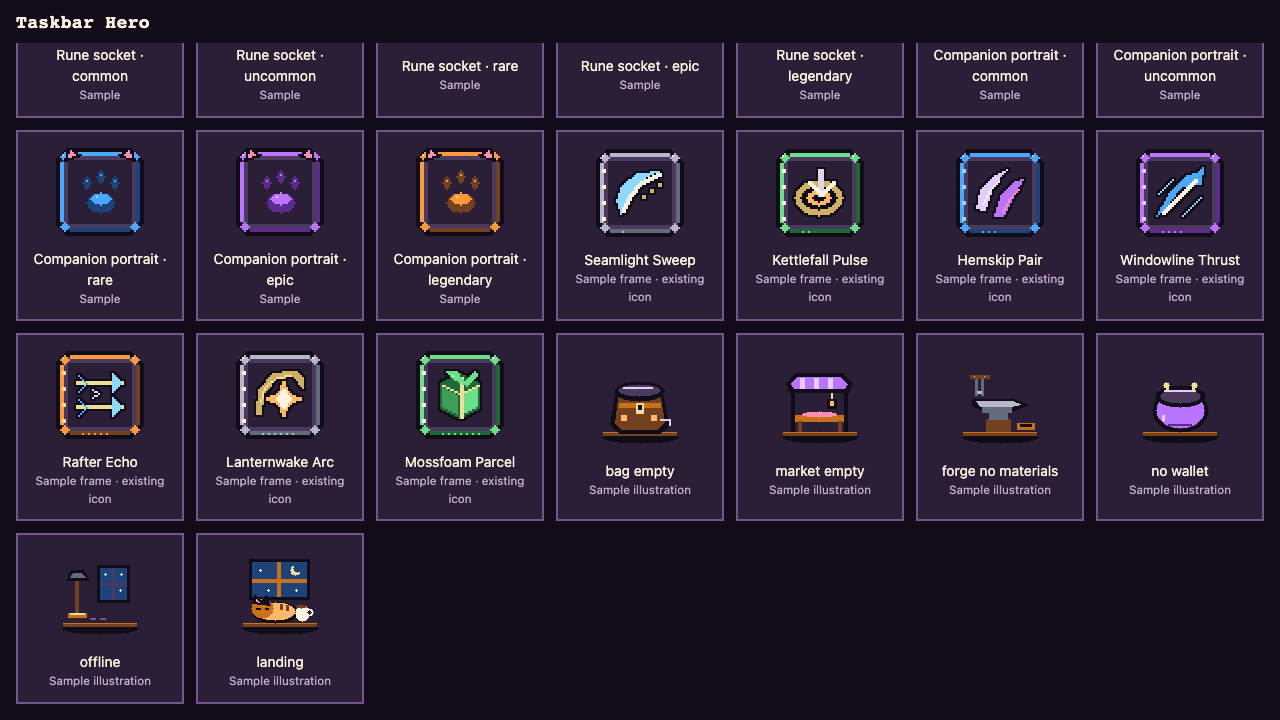 Taskbar Hero
Rune socket ·
common
Sample
Rune socket ·
uncommon
Sample
Rune socket · rare
Sample
Rune socket · epic
Sample
Rune socket ·
legendary
Sample
Companion portrait ·
common
Sample
Companion portrait ·
uncommon
Sample
Companion portrait ·
rare
Sample
Companion portrait ·
epic
Sample
Companion portrait ·
legendary
Sample
Seamlight Sweep
Sample frame · existing
icon
Kettlefall Pulse
Sample frame · existing
icon
Hemskip Pair
Sample frame · existing
icon
Windowline Thrust
Sample frame · existing
icon
Rafter Echo
Sample frame · existing
icon
Lanternwake Arc
Sample frame · existing
icon
Mossfoam Parcel
Sample frame · existing
icon
bag empty
Sample illustration
market empty
Sample illustration
forge no materials
Sample illustration
no wallet
Sample illustration
offline
Sample illustration
landing
Sample illustration